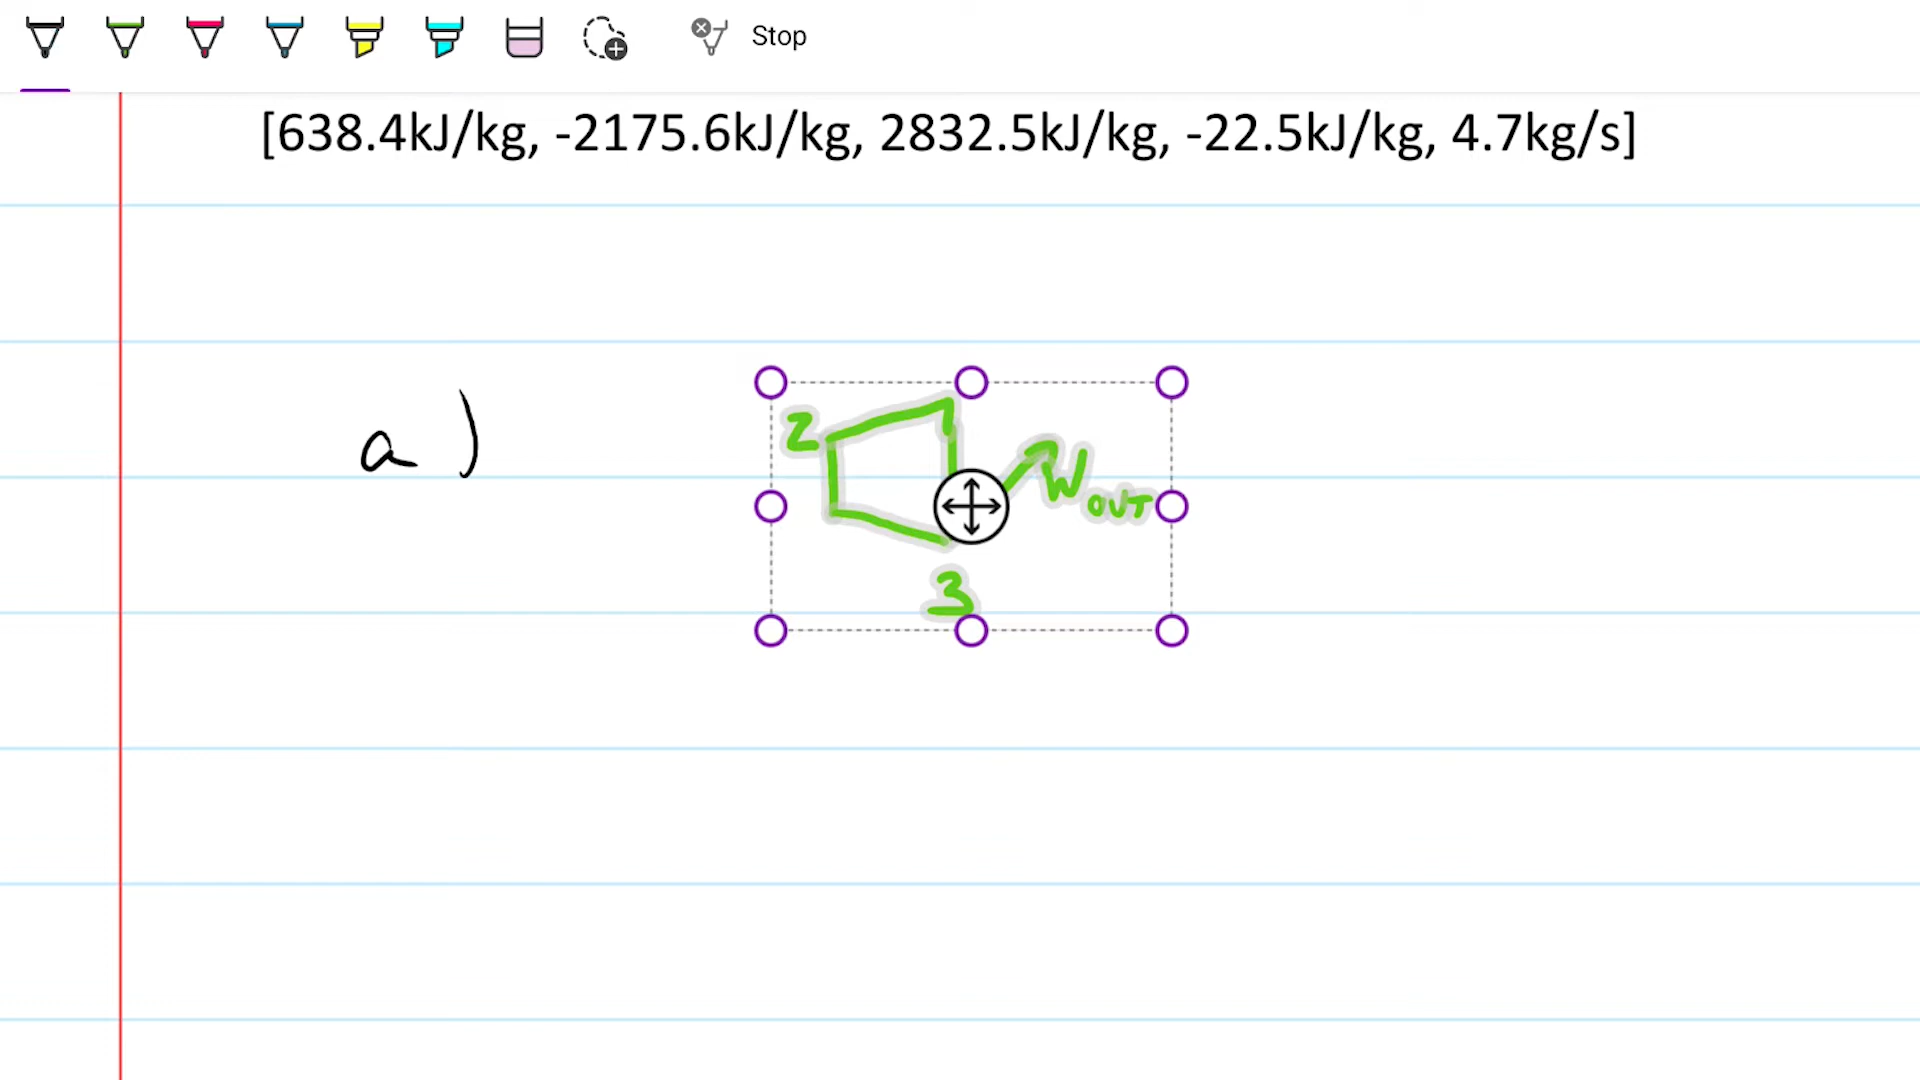 Stop
[638.4kJ/kg, -2175.6kJ/kg, 2832.5kJ/kg, -22.5kJ/kg, 4.7kg/s]
a)
2
WOUT
3